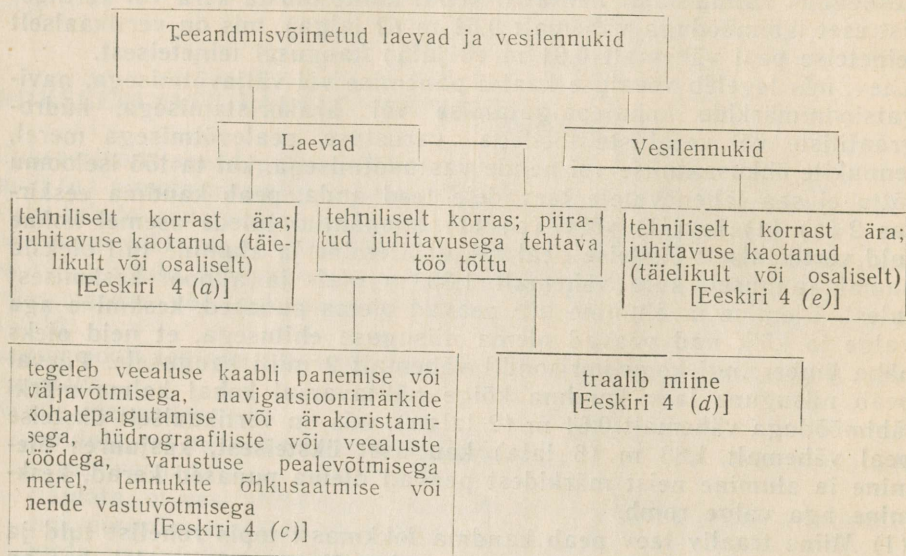 Teeandmisvõimetud laevad ja vesilennukid
Laevad
Vesilennukid
tehniliselt korrast ära;
juhitavuse kaotanud (täie-
likult või osaliselt)
[Eeskiri 4 (a)]
tehniliselt korras; piira-
tud juhitavusega tehtava
töö tõttu
tehniliselt korrast ära;
juhitavuse kaotanud
(täielikult või osaliselt)
[Eeskiri 4 (e)]
tegeleb veealuse kaabli panemise või
väljavõtmisega, navigatsioonimärkide
kohalepaigutamise või ärakoristami-
sega, hüdrograafiliste või veealuste
töödega, varustuse pealevõtmisega
merel, lennukite õhkusaatmise või
nende vastuvõtmisega
[Eeskiri 4 (c)]
traalib miine
[Eeskiri 4 (d)]